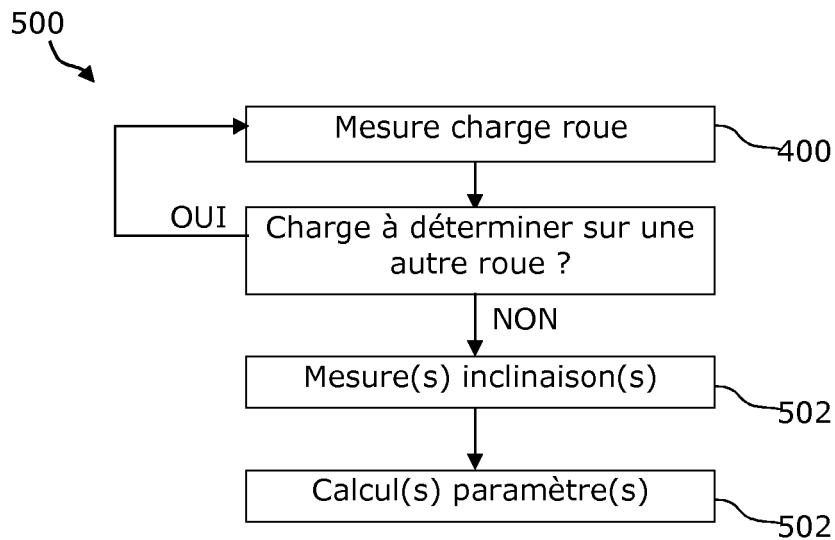 500
Mesure charge roue
400
OUI
Charge à déterminer sur une
autre roue ?
NON
Mesure(s) inclinaison(s)
502
Calcul(s) paramètre(s)
502